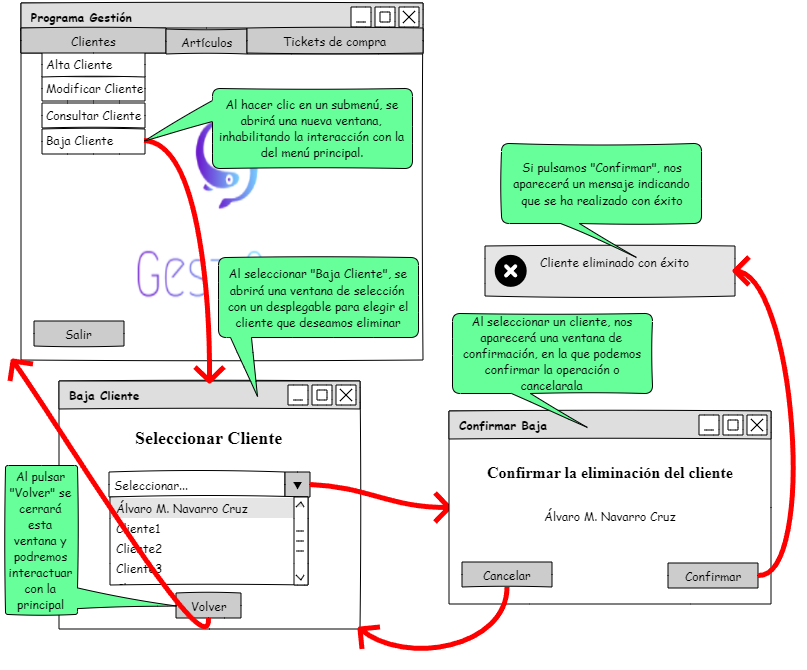 Programa Gestión
Clientes
Artículos
Tickets de compra
Alta Cliente
Modificar Cliente
Consultar Cliente
Baja Cliente
Al hacer clic en un submenú, se
abrirá una nueva ventana,
inhabilitando la interacción con la
del menú principal.
Si pulsamos "Confirmar", nos
aparecerá un mensaje indicando
que se ha realizado con éxito
Cliente eliminado con éxito
Al seleccionar "Baja Cliente", se
abrirá una ventana de selección
con un desplegable para elegir el
cliente que deseamos eliminar
Salir
Al seleccionar un cliente, nos
aparecerá una ventana de
confirmación, en la que podemos
confirmar la operación o
cancelarala
Baja Cliente
Seleccionar Cliente
Seleccionar...
Álvaro M. Navarro Cruz
Cliente1
Cliente2
Cliente3
Volver
Al pulsar
"Volver" se
cerrará
esta
ventana y
podremos
interactuar
con la
principal
Confirmar Baja
Confirmar la eliminación del cliente
Álvaro M. Navarro Cruz
Cancelar
Confirmar